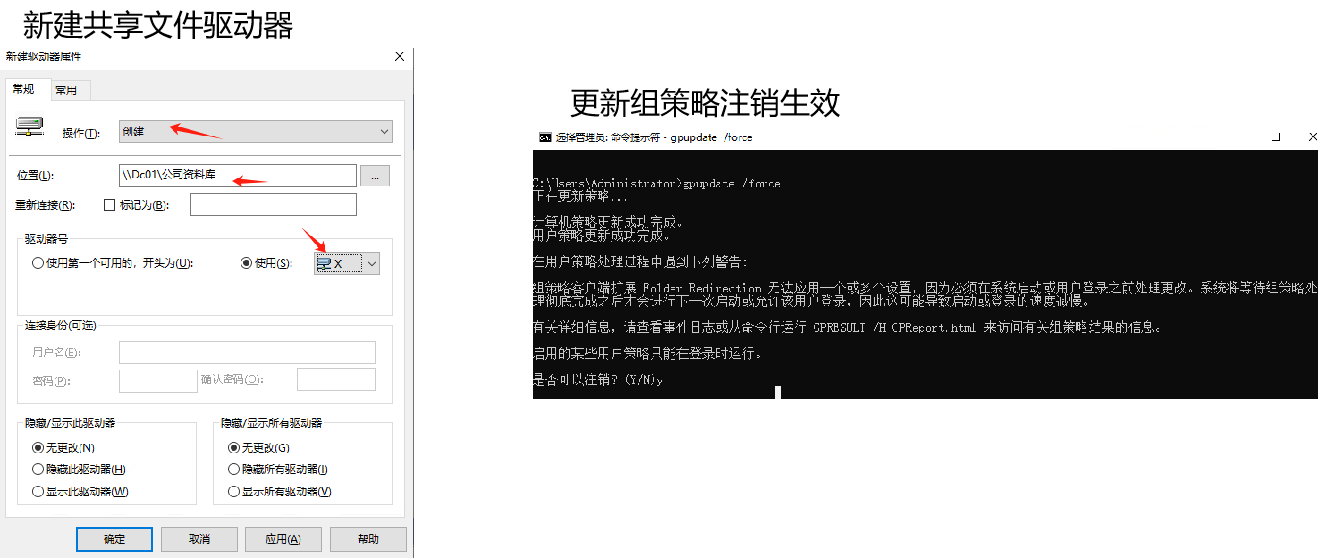 新建共享文件驱动器
新建驱动器属性
常规
常用
操作(T):
创建
位置(L):
\\Dc01\公司资料库
...
重新连接(R):
标记为(B):
驱动器号
使用第一个可用的，开头为(U):
使用(S):
X
连接身份(可选)
用户名(E):
密码(P):
确认密码(O):
隐藏/显示此驱动器
无更改(N)
隐藏此驱动器(H)
显示此驱动器(W)
隐藏/显示所有驱动器
无更改(G)
隐藏所有驱动器(I)
显示所有驱动器(V)
确定
取消
应用(A)
帮助
更新组策略注销生效
选择管理员: 命令提示符 - gpupdate /force
C:\Users\Administrator>gpupdate /force
正在更新策略...
计算机策略更新成功完成。
用户策略更新成功完成。
在用户策略处理过程中遇到下列警告:
组策略客户端扩展 Folder Redirection 无法应用一个或多个设置，因为必须在系统启动或用户登录之前处理更改。系统将等待组策略处
理彻底完成之后才会进行下一次启动或允许该用户登录，因此这可能导致启动或登录的速度减慢。
有关详细信息，请查看事件日志或从命令行运行 GPRESULT /H GPReport.html 来访问有关组策略结果的信息。
启用的某些用户策略只能在登录时运行。
是否可以注销? (Y/N)y